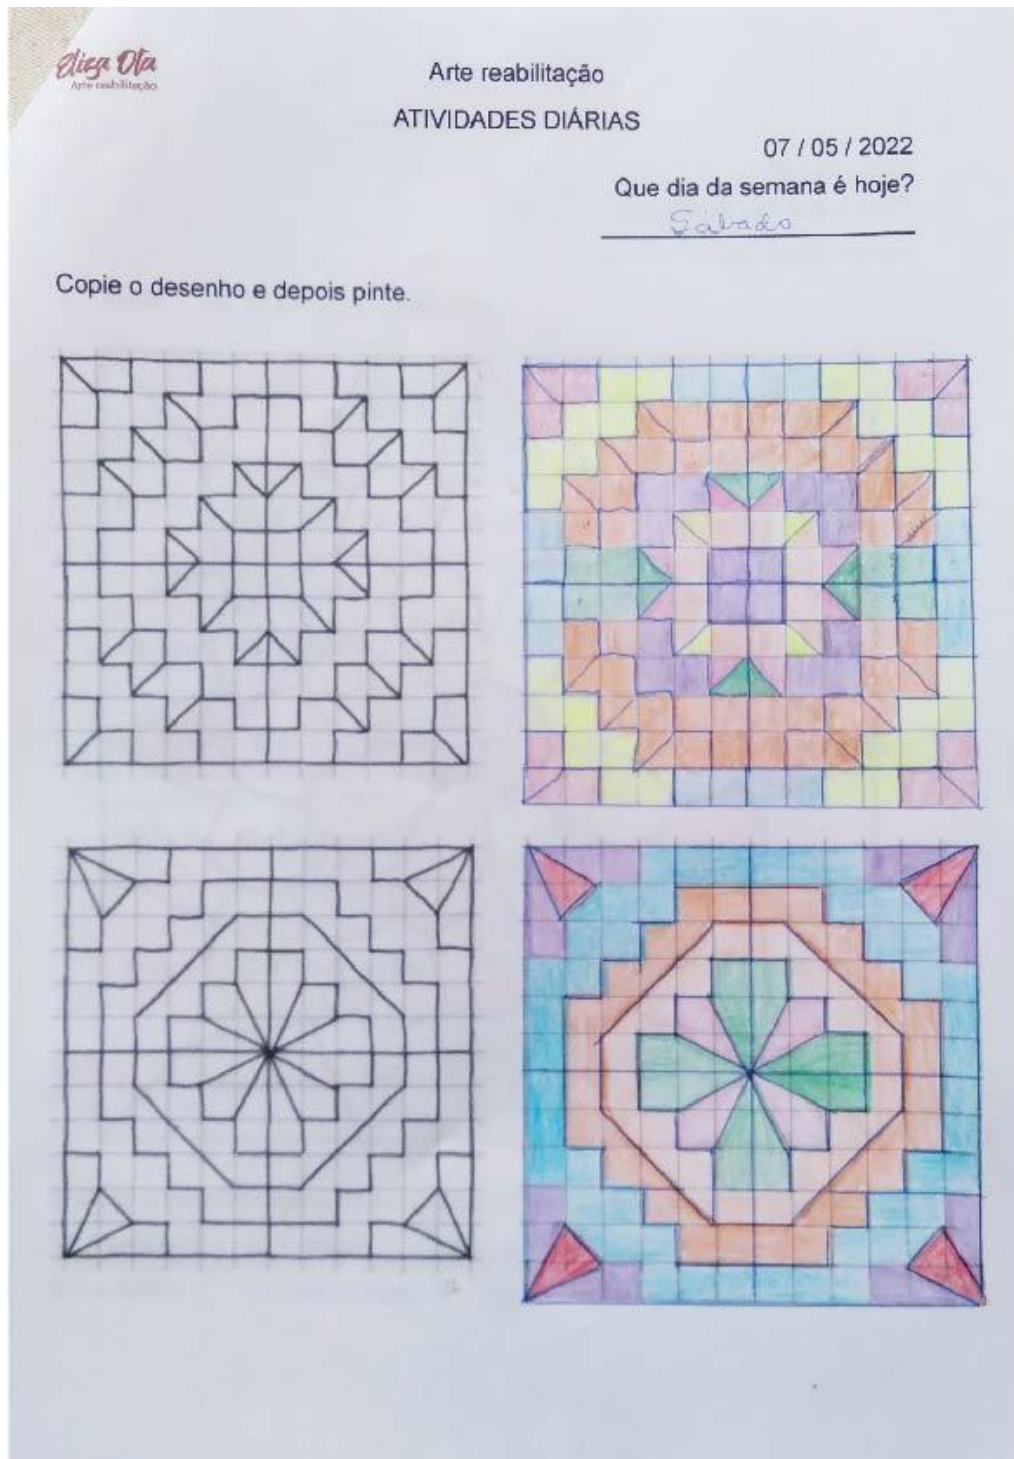 Eliza Ota
Arte reabilitação
Arte reabilitação
ATIVIDADES DIÁRIAS
07 / 05 / 2022
Que dia da semana é hoje?
Sábado
Copie o desenho e depois pinte.